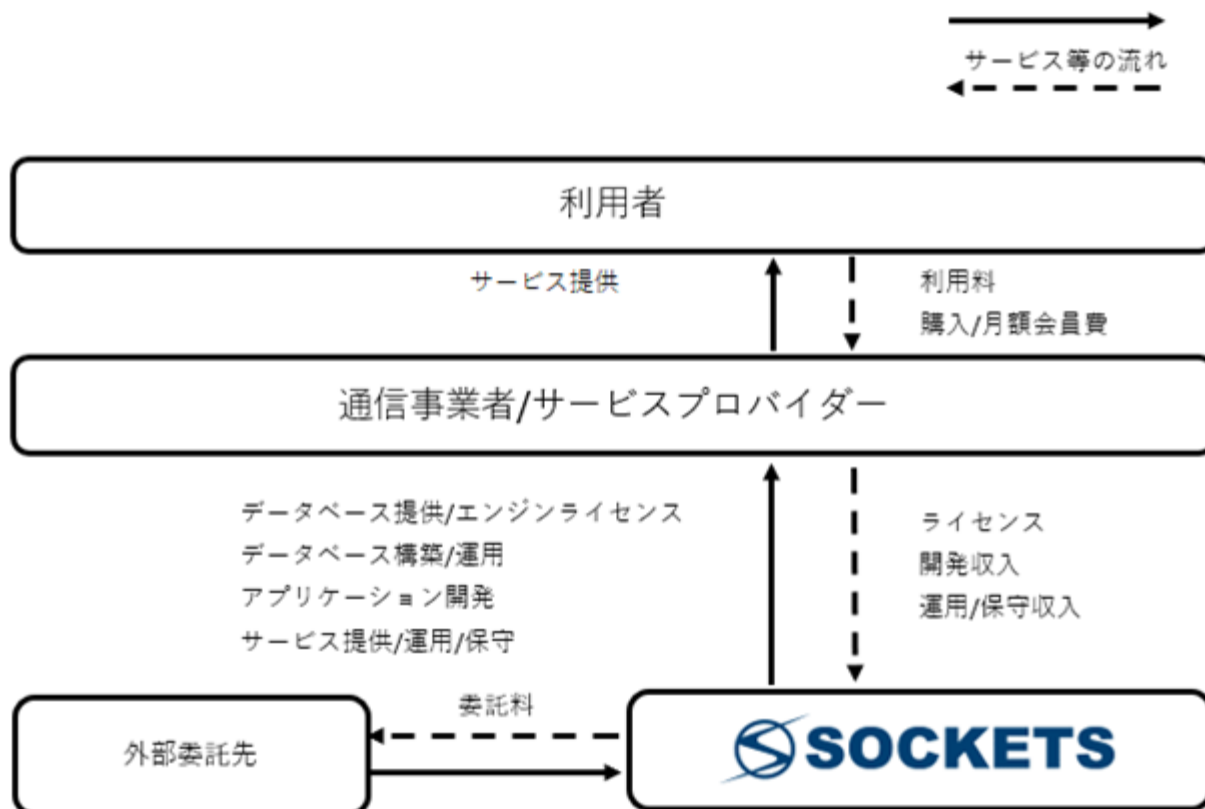 サービス等の流れ
利用者
サービス提供
利用料
購入/月額会員費
通信事業者/サービスプロバイダー
データベース提供/エンジンライセンス
データベース構築/運用
アプリケーション開発
サービス提供/運用/保守
ライセンス
開発収入
運用/保守収入
委託料
外部委託先
SOCKETS